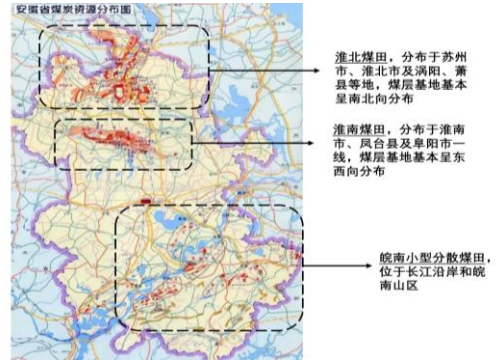 安徽省煤炭资源分布图
淮北煤田，分布于苏州
市、淮北市及涡阳、萧
县等地，煤层基地基本
呈南北向分布
淮南煤田，分布于淮南
市、凤台县及阜阳市一
线，煤层基地基本呈东
西向分布
皖南小型分散煤田，
位于长江沿岸和皖
南山区